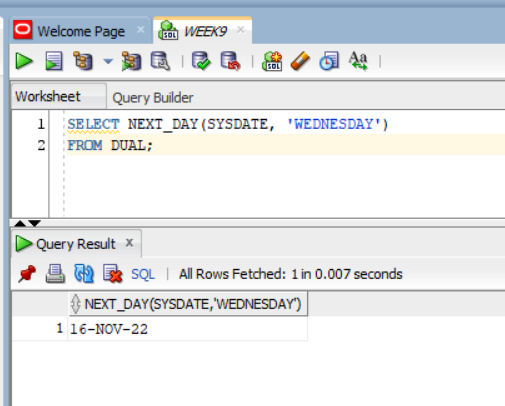 Welcome Page × SQL WEEK9 ×
Worksheet Query Builder
1 SELECT NEXT_DAY(SYSDATE, 'WEDNESDAY')
2 FROM DUAL;
Query Result ×
SQL | All Rows Fetched: 1 in 0.007 seconds
NEXT_DAY(SYSDATE,'WEDNESDAY')
1 16-NOV-22